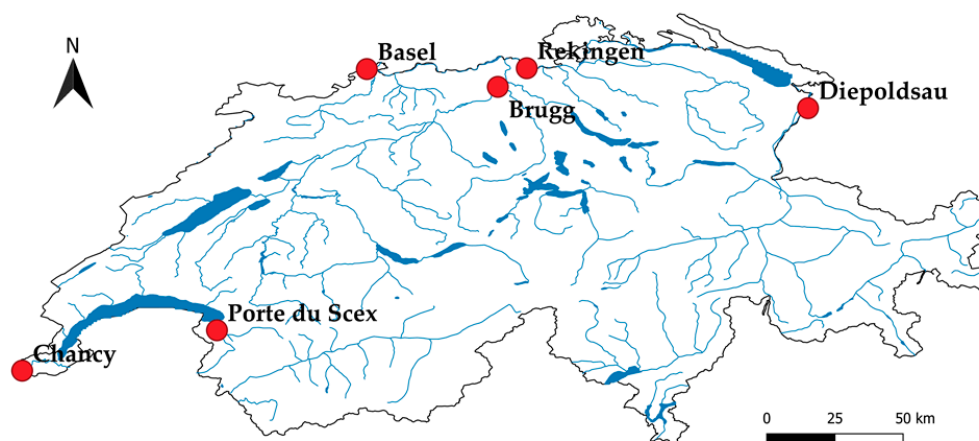 N
Basel
Rekingen
Diepoldsau
Brugg
Porte du Scex
Chancy
0 25 50 km